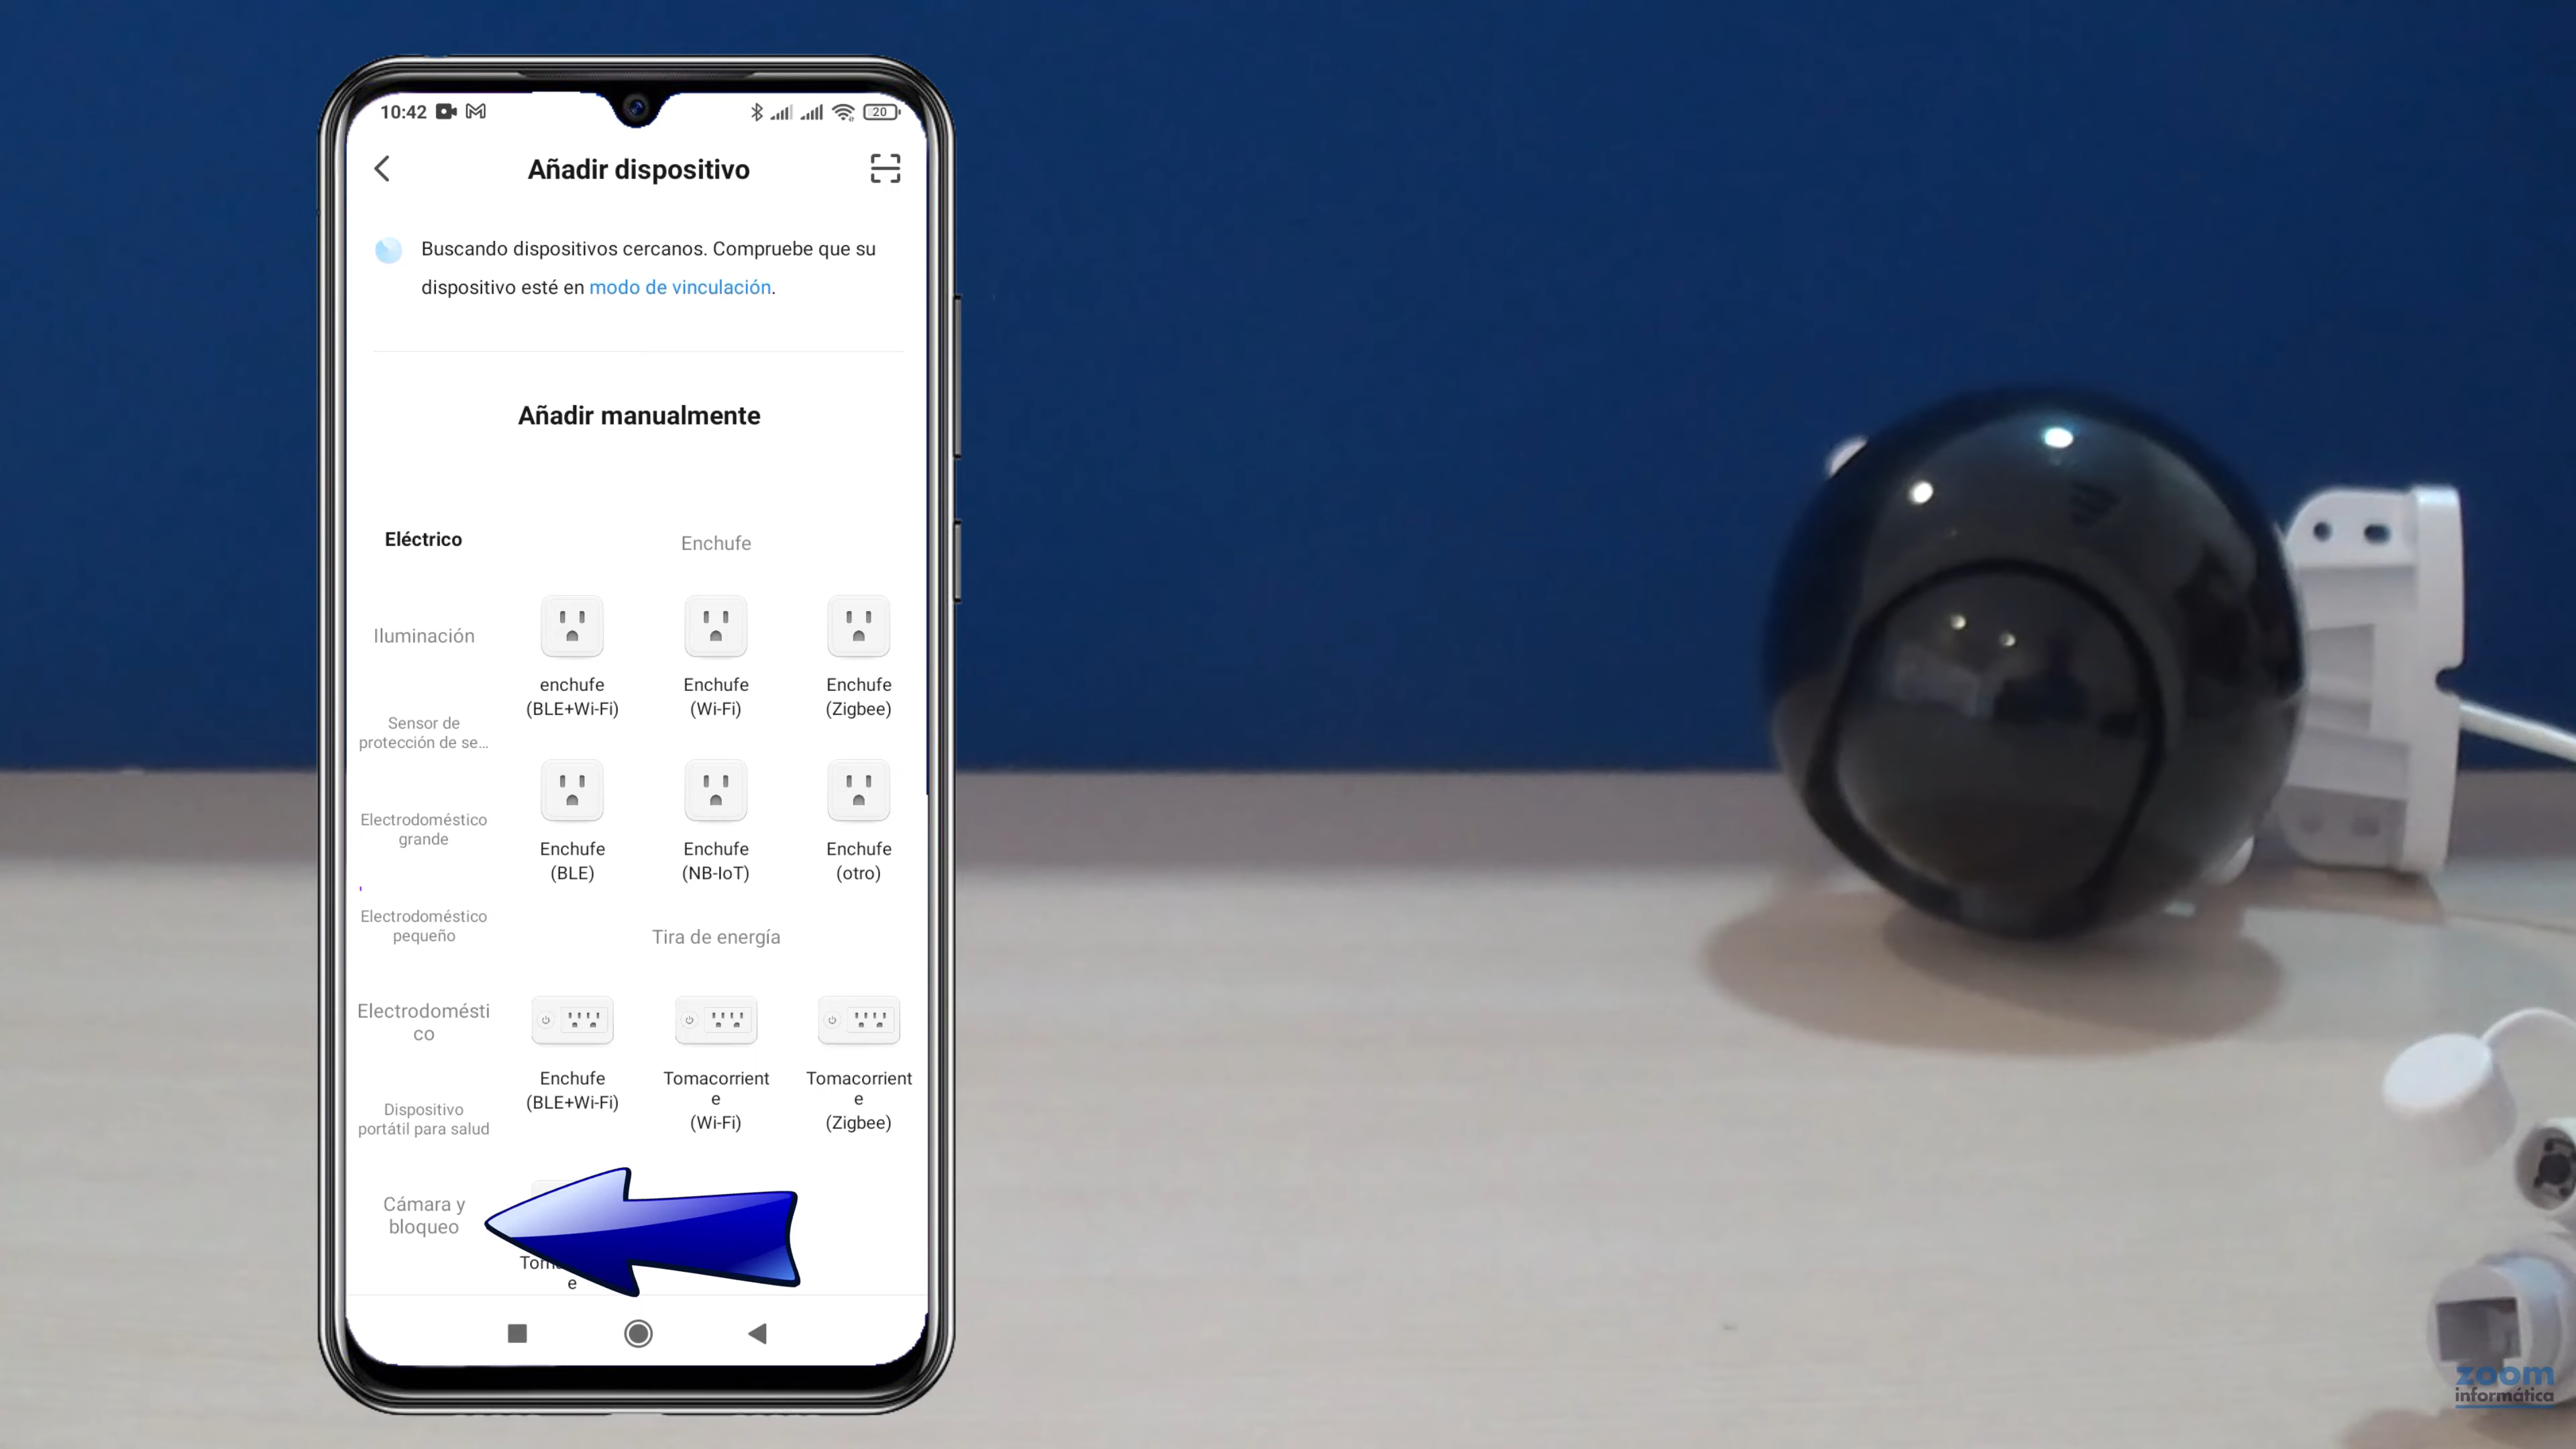 10:42
20
Añadir dispositivo
Buscando dispositivos cercanos. Compruebe que su
dispositivo esté en modo de vinculación.
Añadir manualmente
Eléctrico
Enchufe
Iluminación
enchufe
(BLE+Wi-Fi)
Enchufe
(Wi-Fi)
Enchufe
(Zigbee)
Sensor de
protección de se...
Electrodoméstico
grande
Enchufe
(BLE)
Enchufe
(NB-IoT)
Enchufe
(otro)
Electrodoméstico
pequeño
Tira de energía
Electrodomésti
co
Enchufe
(BLE+Wi-Fi)
Tomacorrient
e
(Wi-Fi)
Tomacorrient
e
(Zigbee)
Dispositivo
portátil para salud
Cámara y
bloqueo
e
zoom
informática